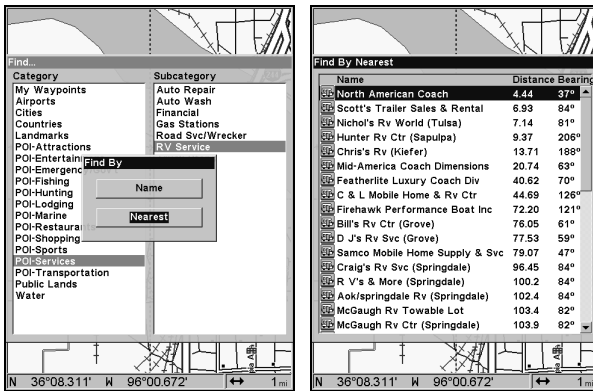 Find...
Category Subcategory
My Waypoints
Airports
Cities
Countries
Landmarks
POI-Attractions
POI-Entertain
POI-Emergency
POI-Fishing
POI-Hunting
POI-Lodging
POI-Marine
POI-Restaurants
POI-Shopping
POI-Sports
POI-Services
POI-Transportation
Public Lands
Water
Auto Repair
Auto Wash
Financial
Gas Stations
Road Svc/Wrecker
RV Service
Find By
Name
Nearest
N 36°08.311' W 96°00.672' ↔ 1 mi
Find By Nearest
Name Distance Bearing
North American Coach 4.44 37°
Scott's Trailer Sales & Rental 6.93 84°
Nichol's Rv World (Tulsa) 7.14 81°
Hunter Rv Ctr (Sapulpa) 9.37 206°
Chris's Rv (Kiefer) 13.71 188°
Mid-America Coach Dimensions 20.74 63°
Featherlite Luxury Coach Div 40.62 70°
C & L Mobile Home & Rv Ctr 44.69 126°
Firehawk Performance Boat Inc 72.20 121°
Bill's Rv Ctr (Grove) 76.05 61°
D J's Rv Svc (Grove) 77.53 59°
Samco Mobile Home Supply & Svc 79.07 47°
Craig's Rv Svc (Springdale) 96.45 84°
R V's & More (Springdale) 100.2 84°
Aok/springdale Rv (Springdale) 102.4 84°
McGaugh Rv Towable Lot 103.4 82°
McGaugh Rv Ctr (Springdale) 103.9 82°
N 36°08.311' W 96°00.672' ↔ 1 mi